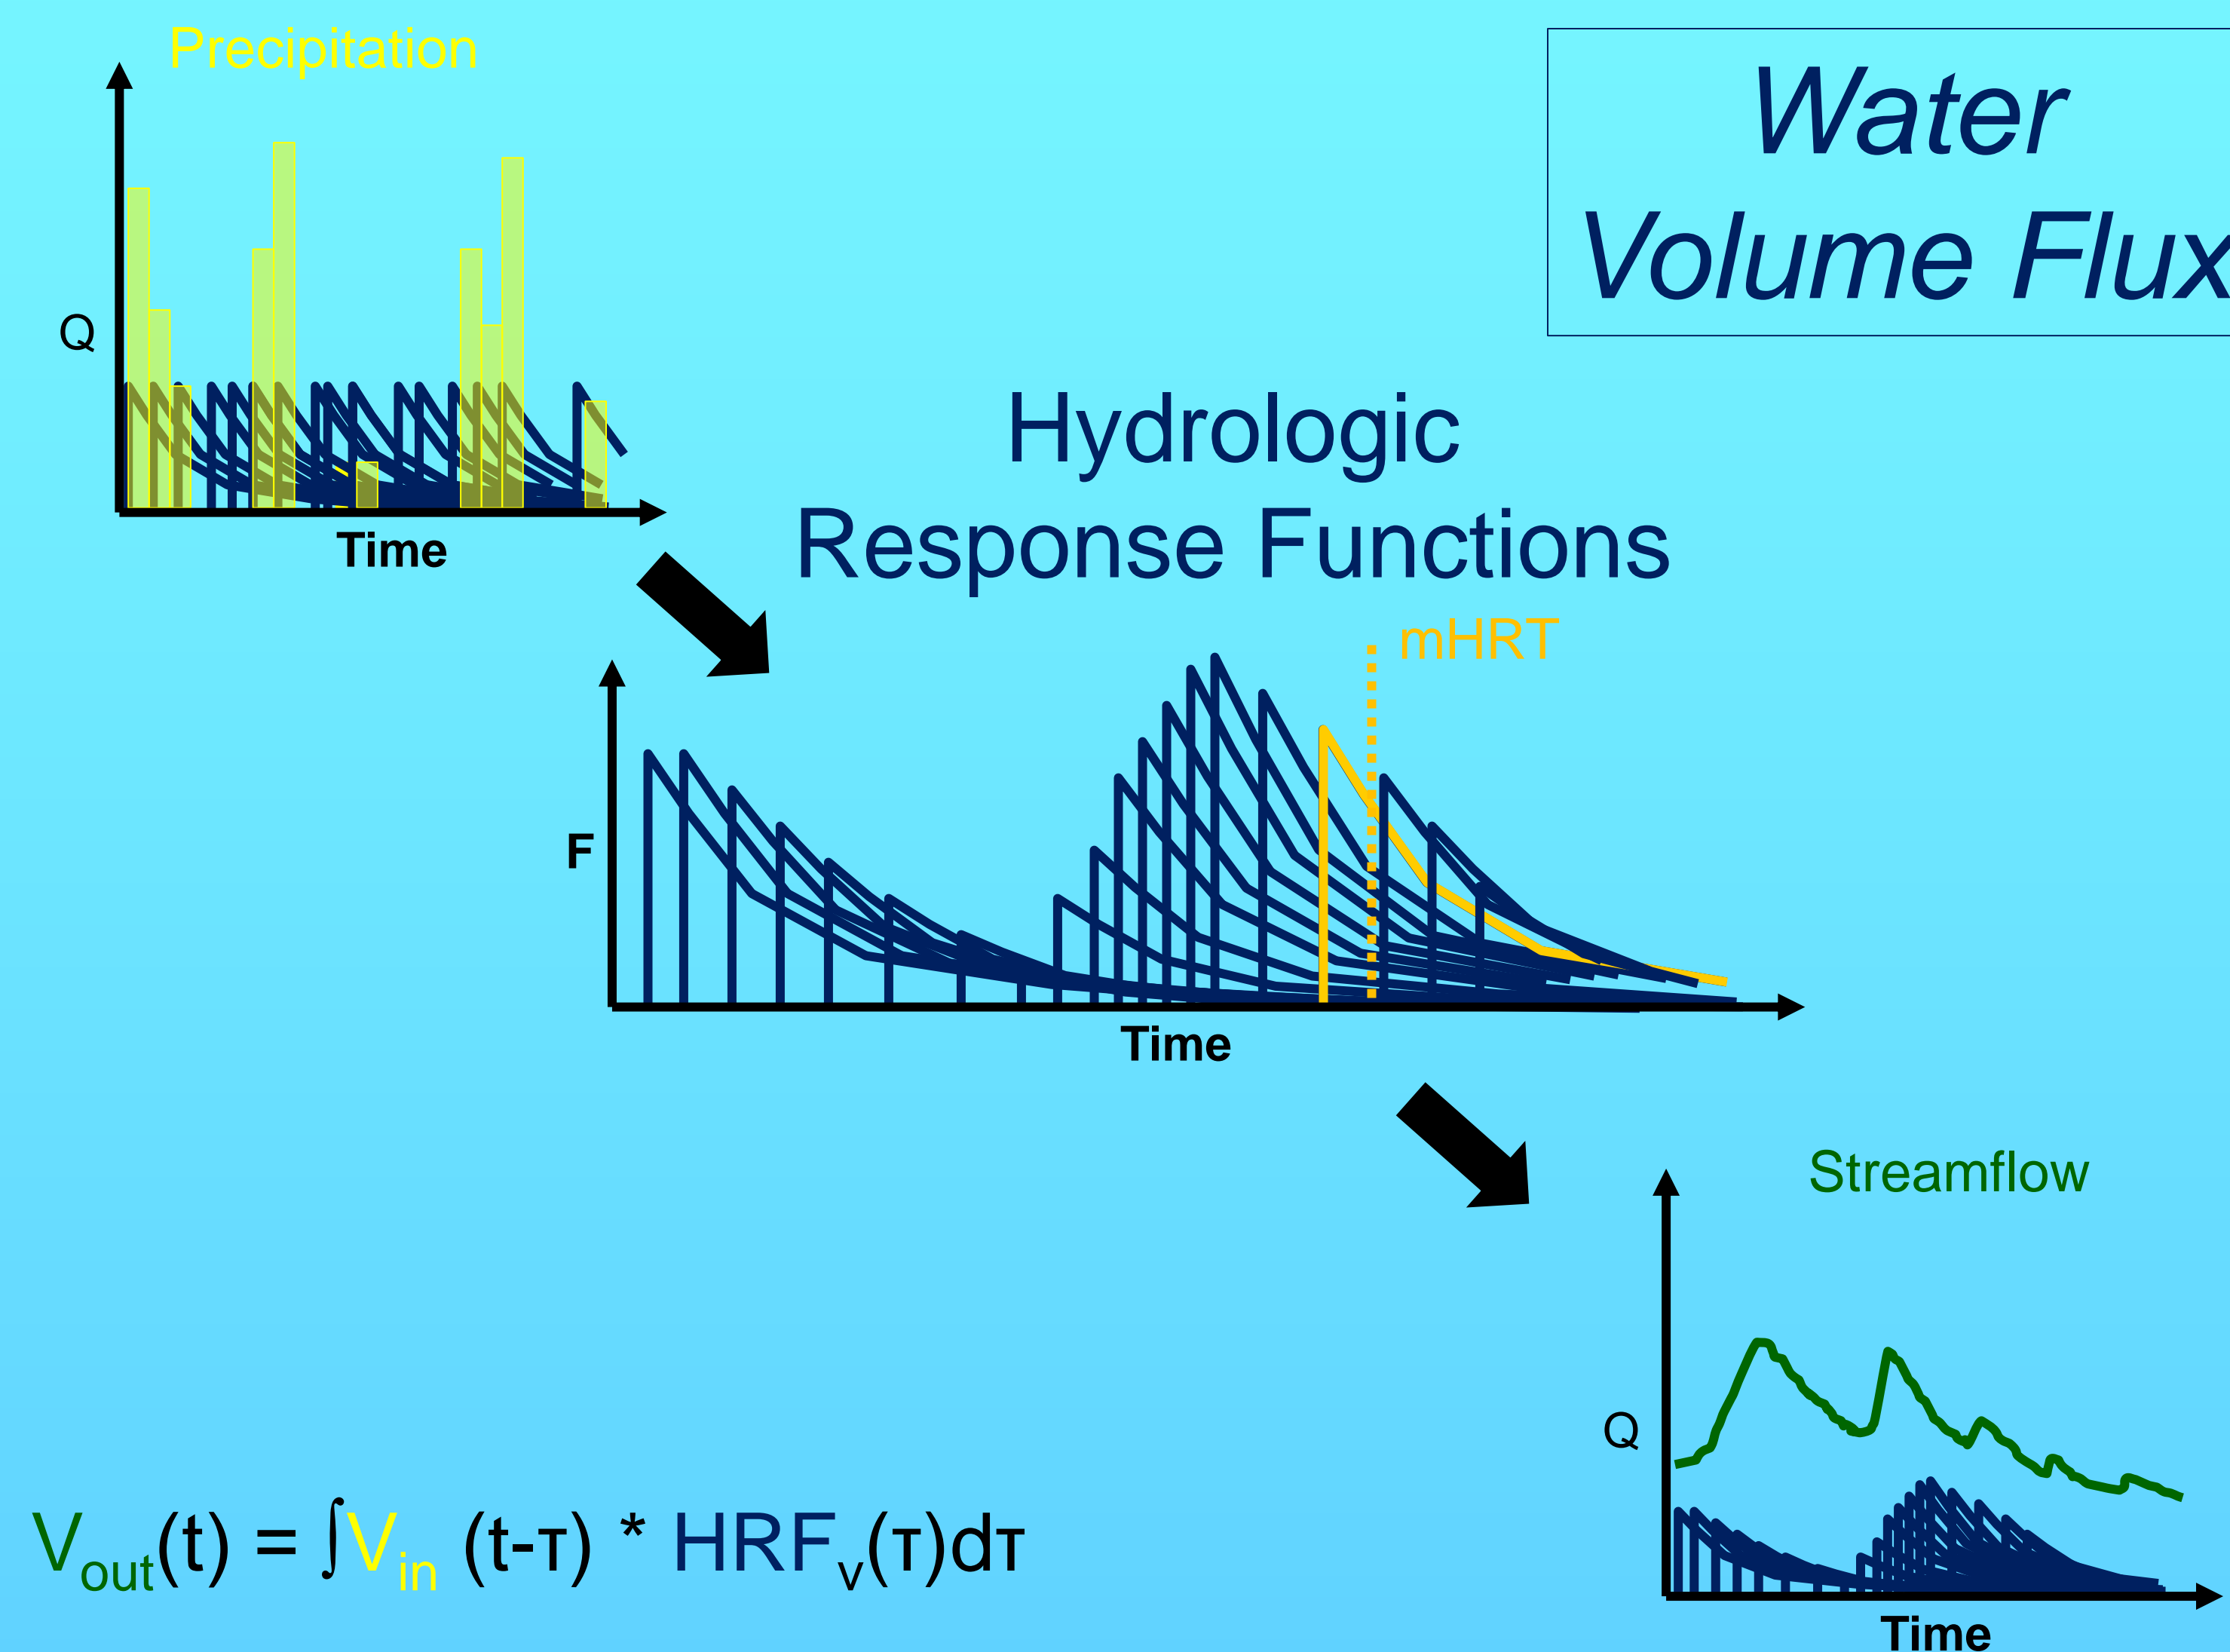 Precipitation
Water
Volume Flux
Q
Time
Hydrologic
Response Functions
mHRT
F
Time
Streamflow
Q
Time
Vout(t) = ∫Vin (t-τ) * HRFv(τ)dτ